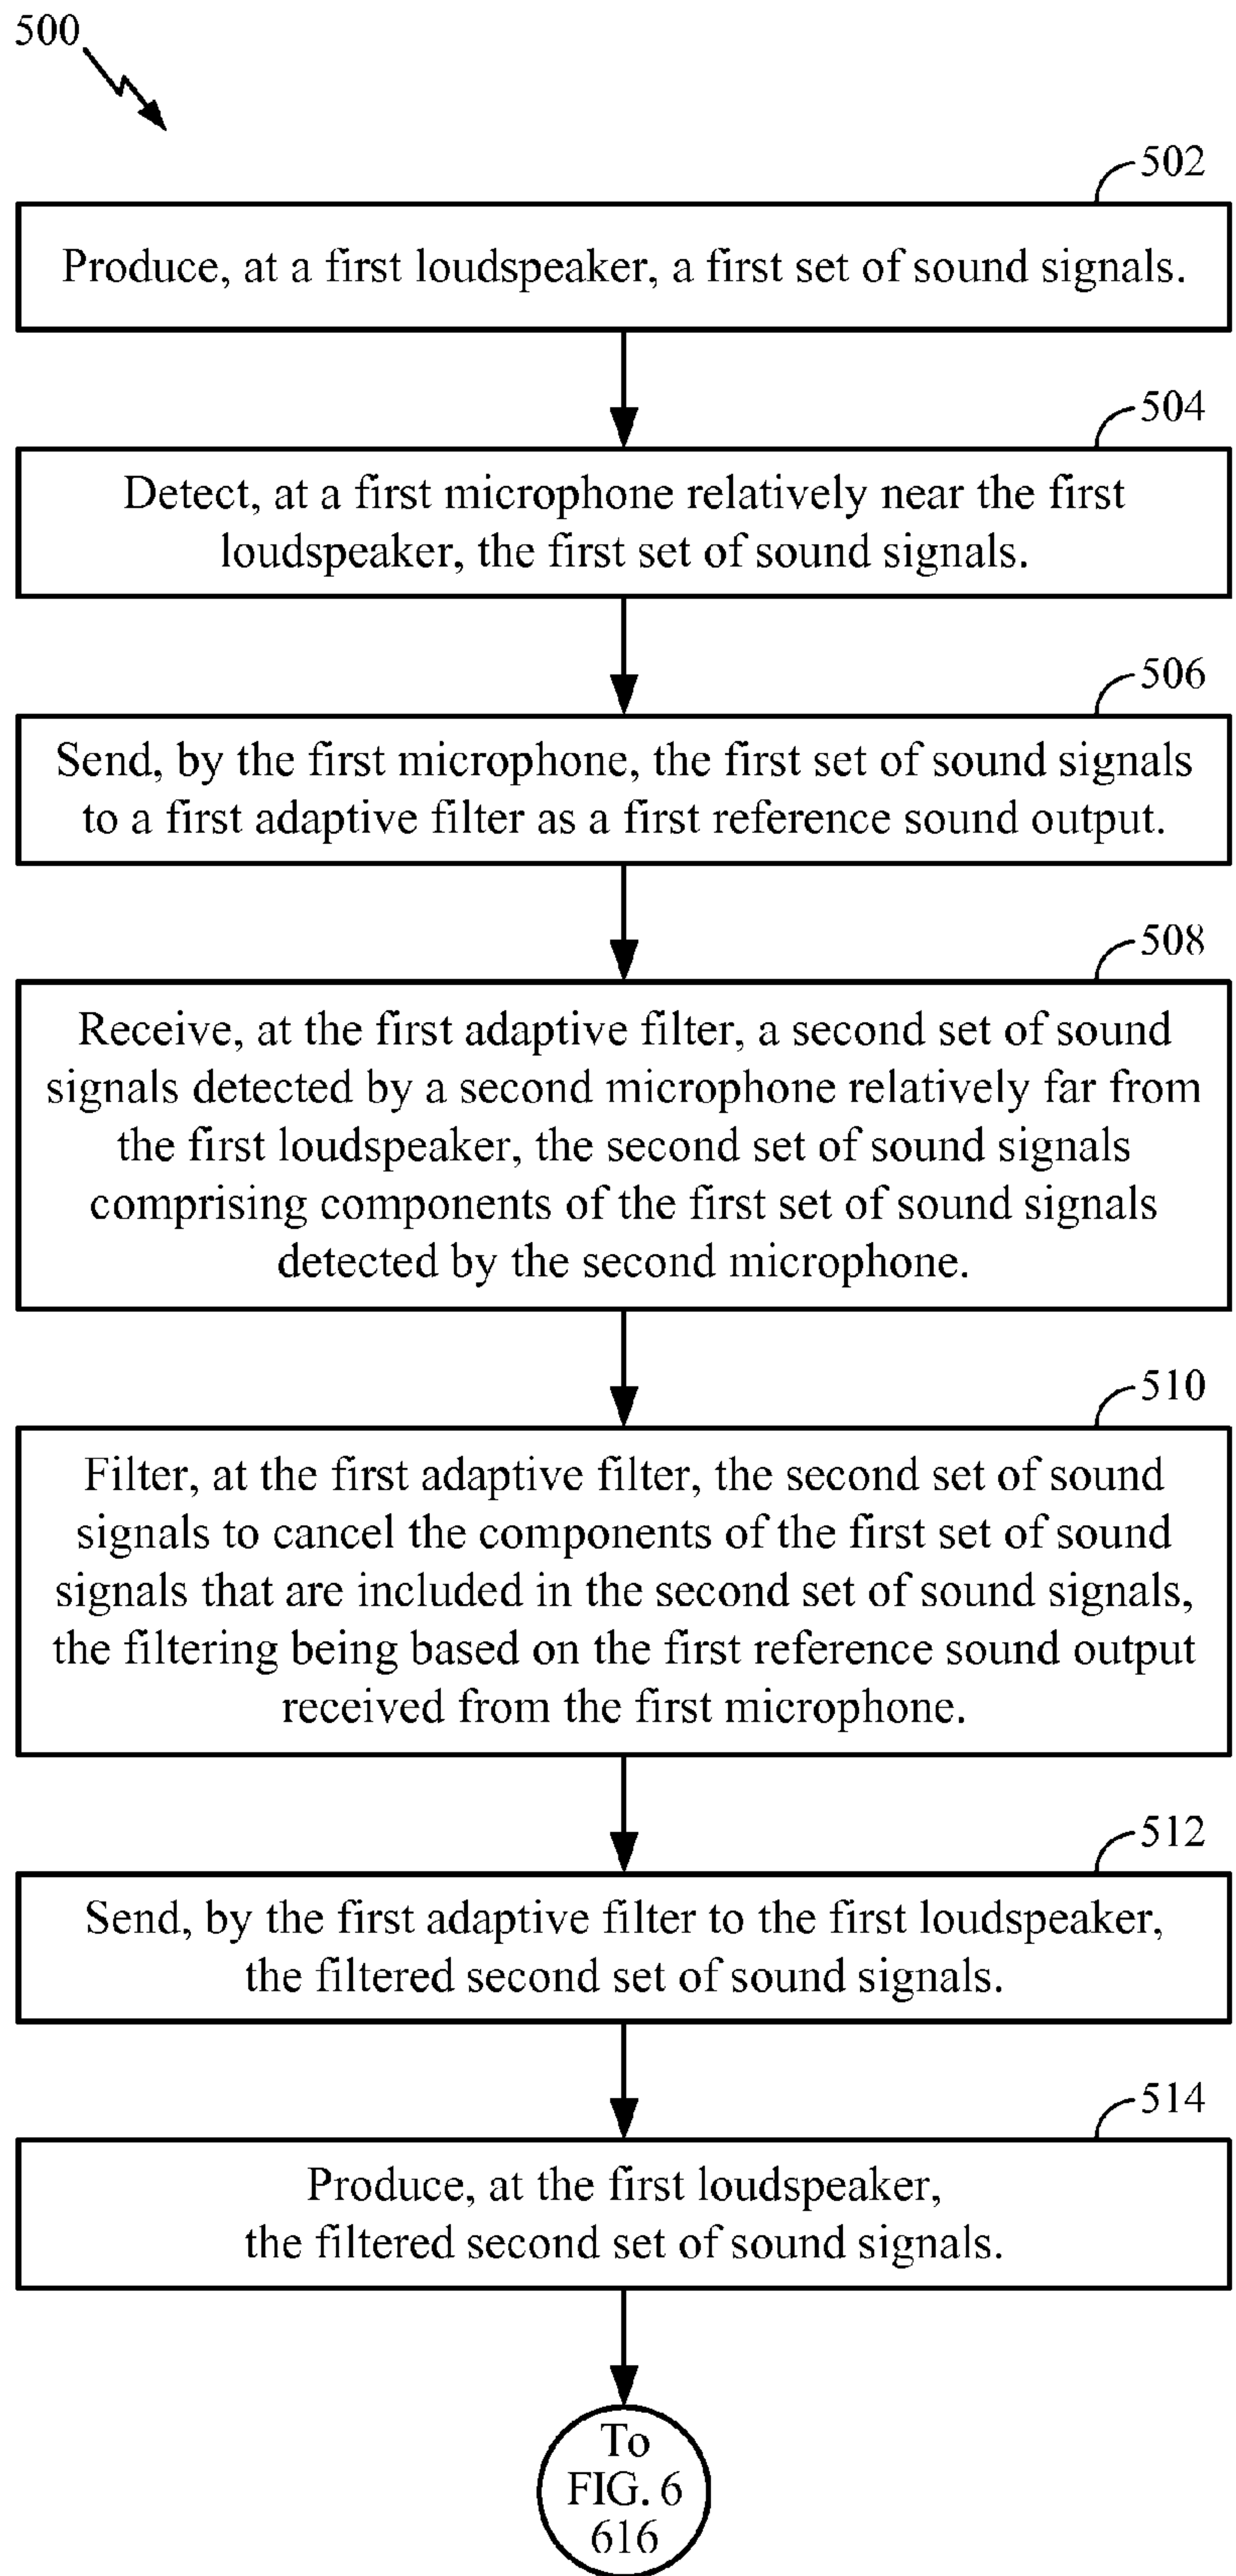 500
502
Produce, at a first loudspeaker, a first set of sound signals.
504
Detect, at a first microphone relatively near the first
loudspeaker, the first set of sound signals.
506
Send, by the first microphone, the first set of sound signals
to a first adaptive filter as a first reference sound output.
508
Receive, at the first adaptive filter, a second set of sound
signals detected by a second microphone relatively far from
the first loudspeaker, the second set of sound signals
comprising components of the first set of sound signals
detected by the second microphone.
510
Filter, at the first adaptive filter, the second set of sound
signals to cancel the components of the first set of sound
signals that are included in the second set of sound signals,
the filtering being based on the first reference sound output
received from the first microphone.
512
Send, by the first adaptive filter to the first loudspeaker,
the filtered second set of sound signals.
514
Produce, at the first loudspeaker,
the filtered second set of sound signals.
To
FIG. 6
616